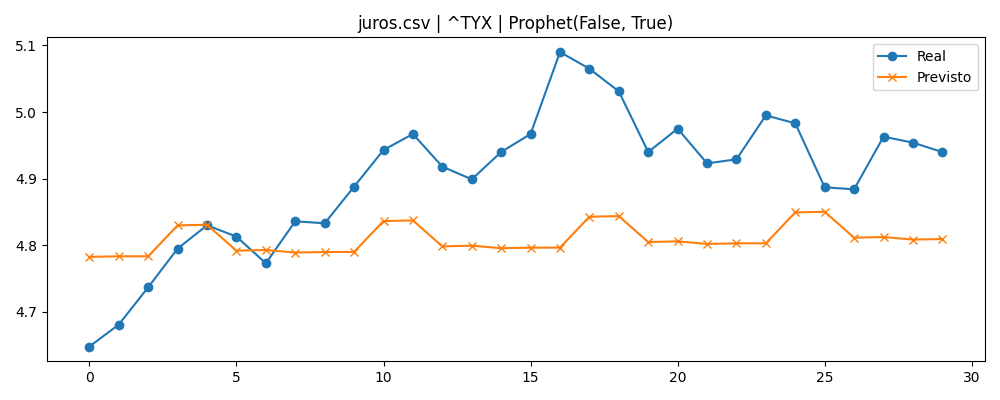 juros.csv | ^TYX | Prophet(False, True)
Real
Previsto
5.1
5.0
4.9
4.8
4.7
0 5 10 15 20 25 30